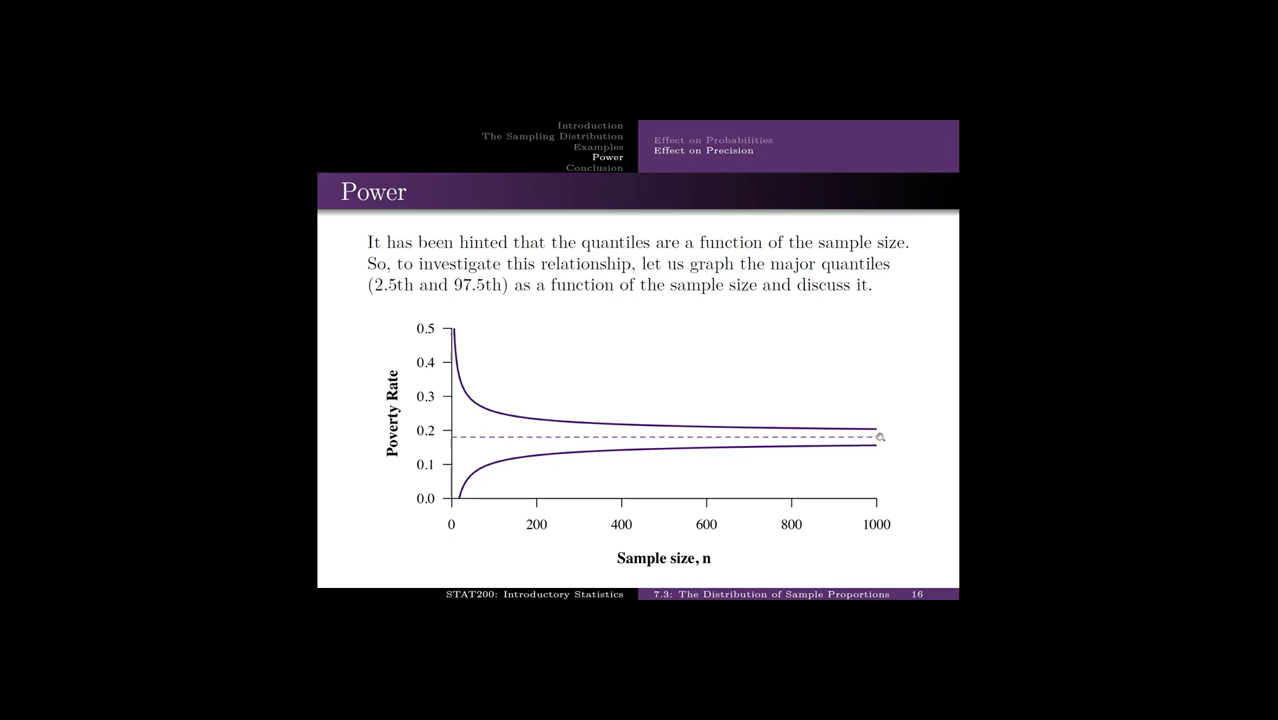 Introduction
The Sampling Distribution
Examples
Power
Conclusion
Effect on Probabilities
Effect on Precision
Power
It has been hinted that the quantiles are a function of the sample size.
So, to investigate this relationship, let us graph the major quantiles
(2.5th and 97.5th) as a function of the sample size and discuss it.
Poverty Rate
0.5
0.4
0.3
0.2
0.1
0.0
0 200 400 600 800 1000
Sample size, n
STAT200: Introductory Statistics 7.3: The Distribution of Sample Proportions 16